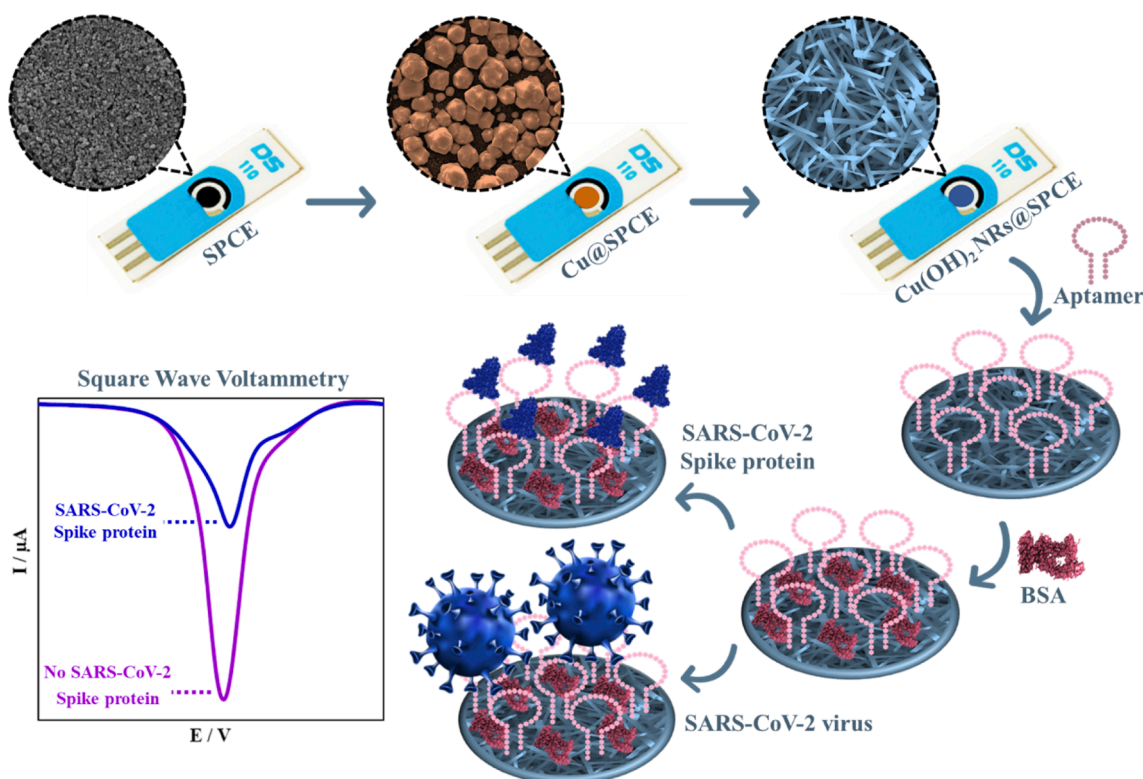 DS
110
SPCE
DS
110
Cu@SPCE
DS
110
Cu(OH)₂NRs@SPCE
Aptamer
Square Wave Voltammetry
SARS-CoV-2
Spike protein
No SARS-CoV-2
Spike protein
I / µA
E / V
SARS-CoV-2
Spike protein
BSA
SARS-CoV-2 virus